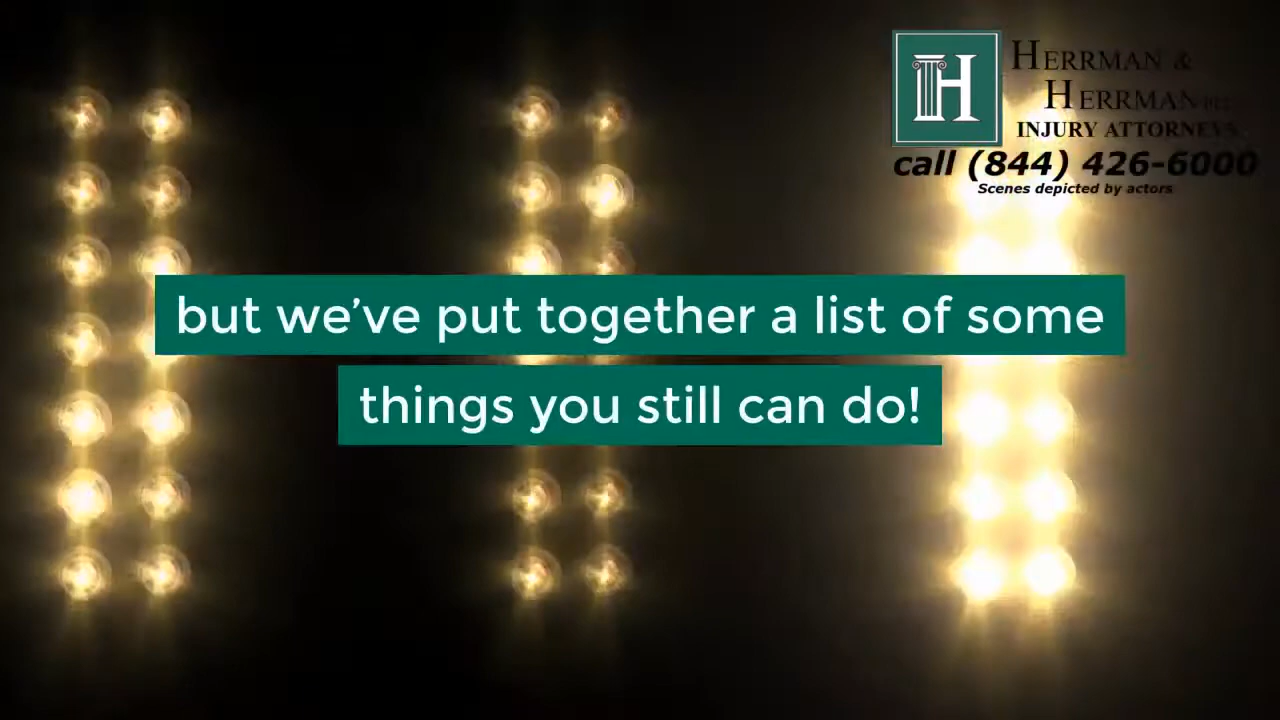 HERRMAN &
HERRMAN PLLC
INJURY ATTORNEYS
call (844) 426-6000
Scenes depicted by actors
but we’ve put together a list of some
things you still can do!